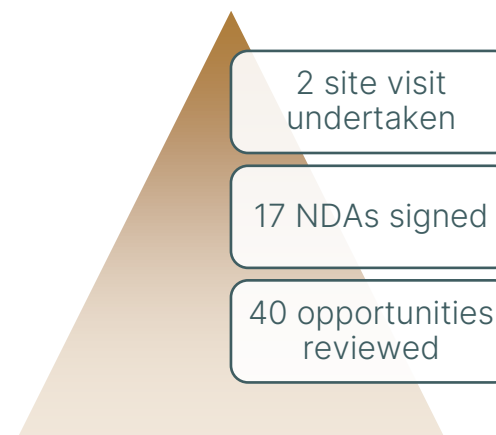 2 site visit
undertaken
17 NDAs signed
40 opportunities
reviewed